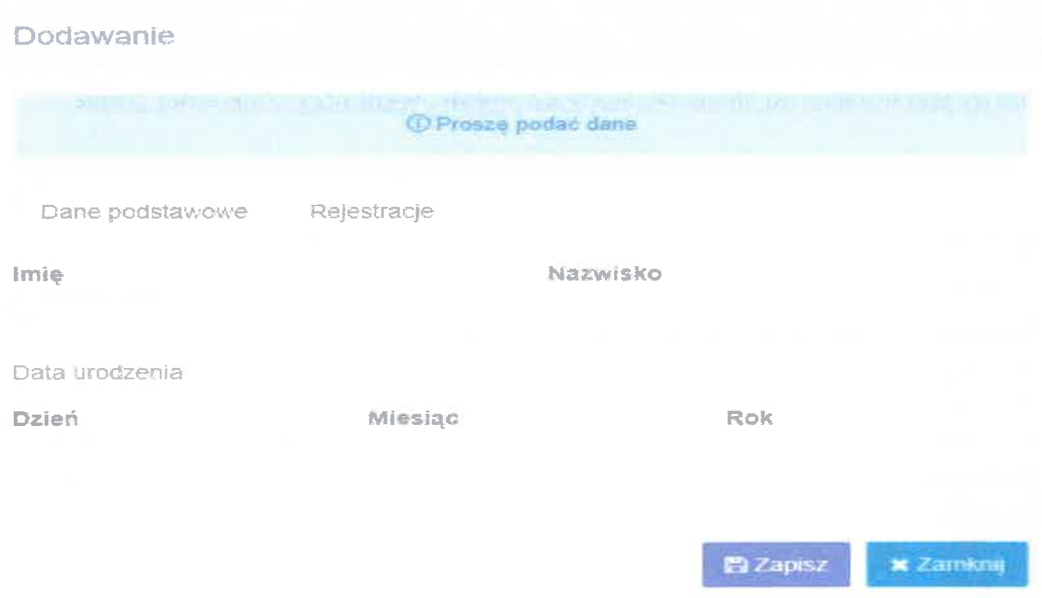 Dodawanie
Proszę podać dane
Dane podstawowe Rejestracje
Imię Nazwisko
Data urodzenia
Dzień Miesiąc Rok
Zapisz Zamknij